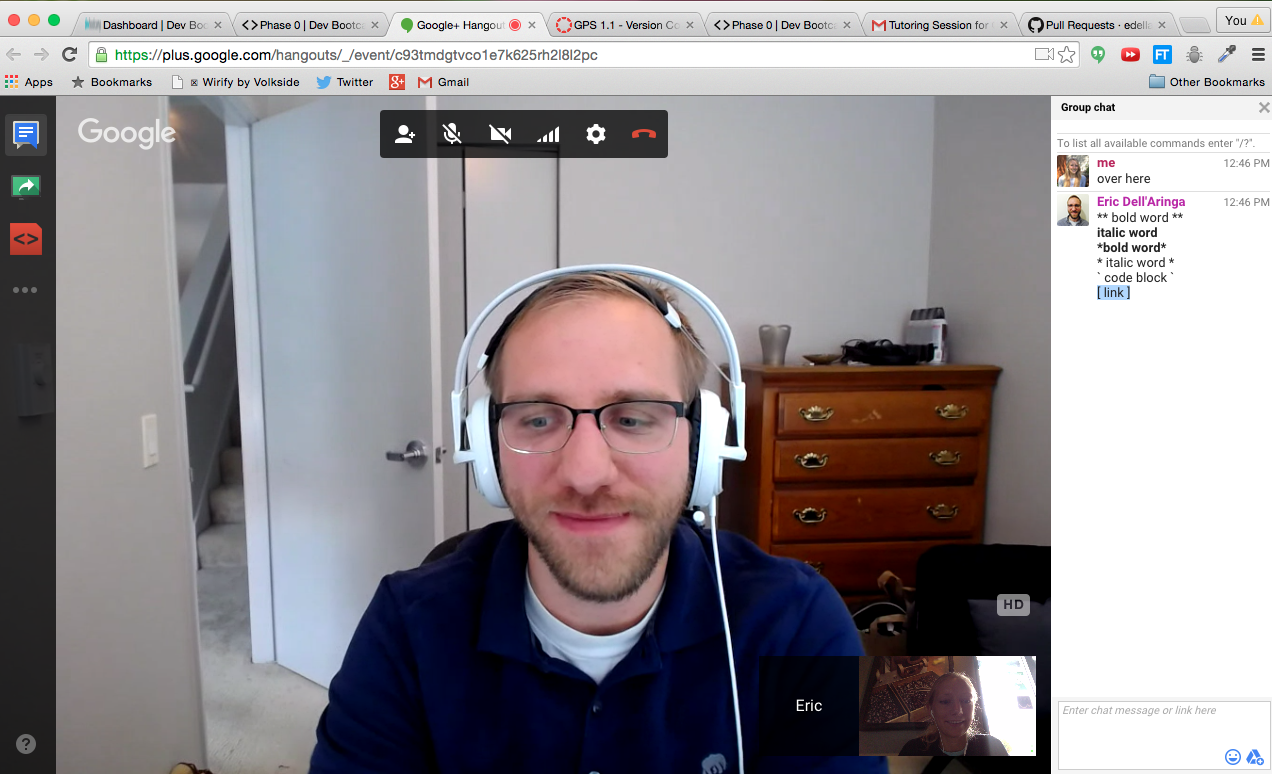 Dashboard | Dev Boo
Phase 0 | Dev Bootca
Google+ Hangout
GPS 1.1 - Version Co
Phase 0 | Dev Bootca
Tutoring Session for
Pull Requests · edella
You
https://plus.google.com/hangouts/_/event/c93tmdgtvco1e7k625rh2l8l2pc
FT
Apps
Bookmarks
Wirify by Volkside
Twitter
g+
Gmail
Other Bookmarks
Google
Group chat
To list all available commands enter "/?".
me 12:46 PM
over here
Eric Dell'Aringa 12:46 PM
** bold word **
italic word
*bold word*
* italic word *
` code block `
[ link ]
HD
Eric
Enter chat message or link here